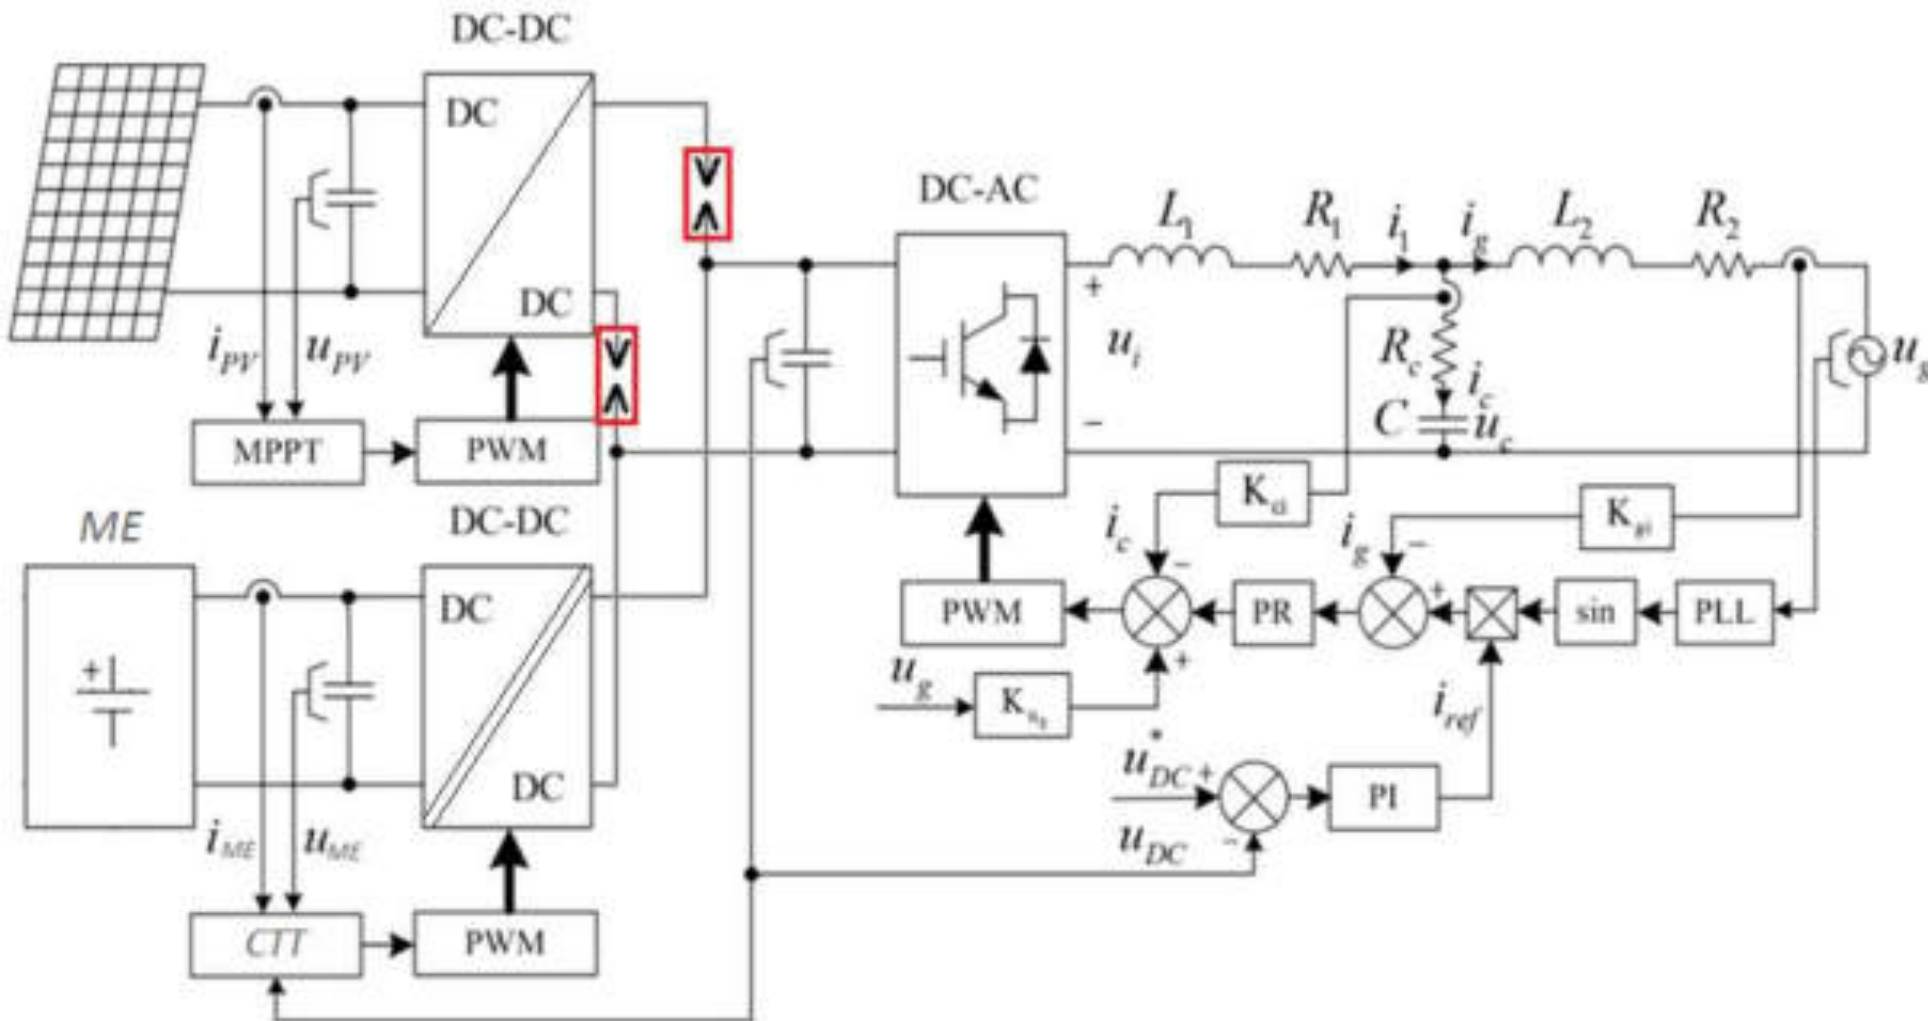 DC-DC
DC
DC
i_PV
u_PV
MPPT
PWM
ME
DC-DC
DC
DC
+
i_ME
u_ME
CTT
PWM
DC-AC
L_1
R_1
i_1
i_g
L_2
R_2
+
u_i
−
R_c
i_c
C
u_c
u_g
K_ci
K_gi
i_c
−
i_g
−
PWM
PR
+
sin
PLL
u_g
K
+
i_ref
u*_DC
+
PI
u_DC
−